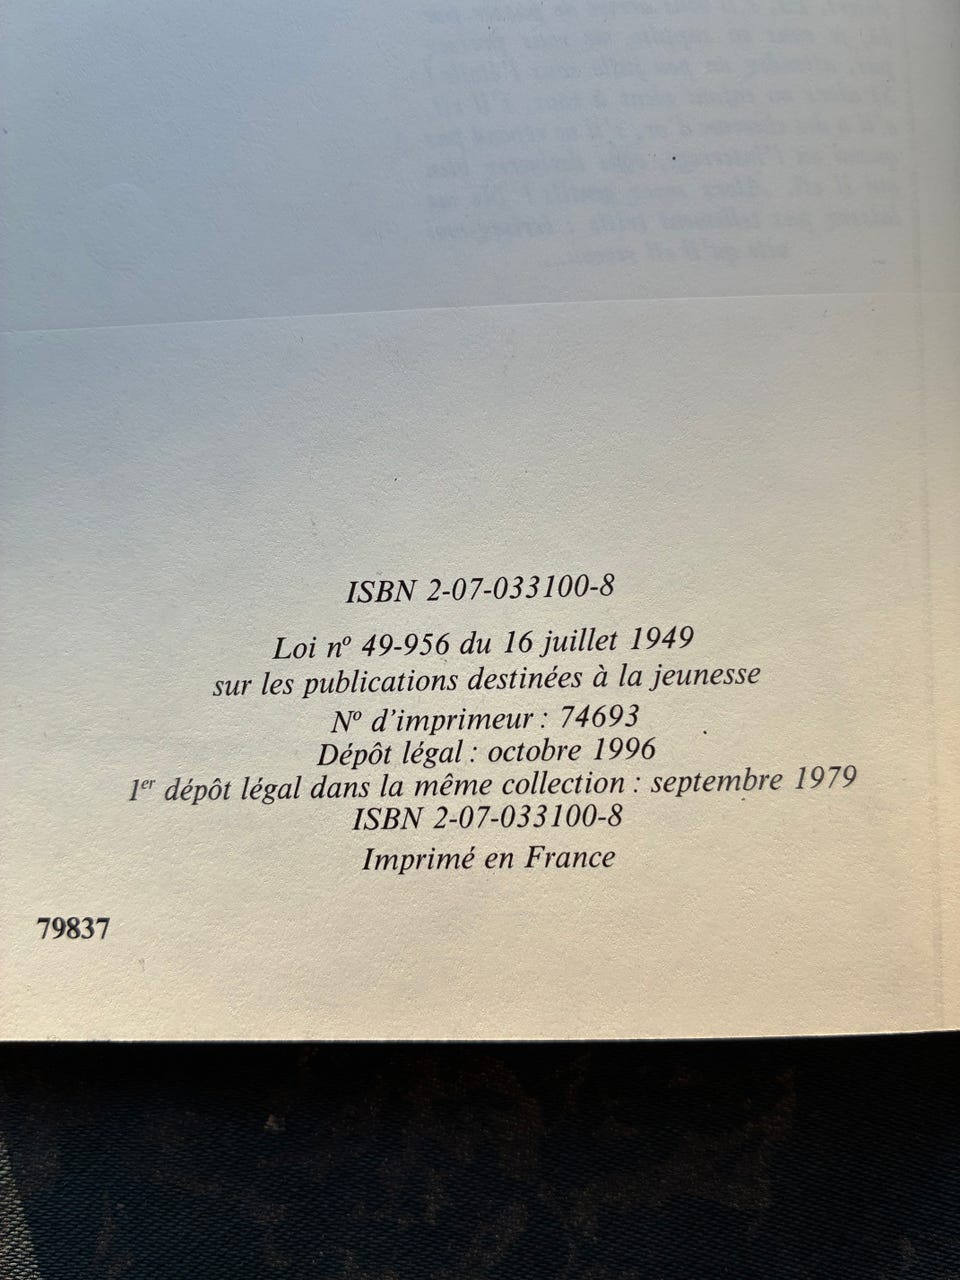 ISBN 2-07-033100-8
Loi nº 49-956 du 16 juillet 1949
sur les publications destinées à la jeunesse
Nº d'imprimeur : 74693
Dépôt légal : octobre 1996
1er dépôt légal dans la même collection : septembre 1979
ISBN 2-07-033100-8
Imprimé en France
79837